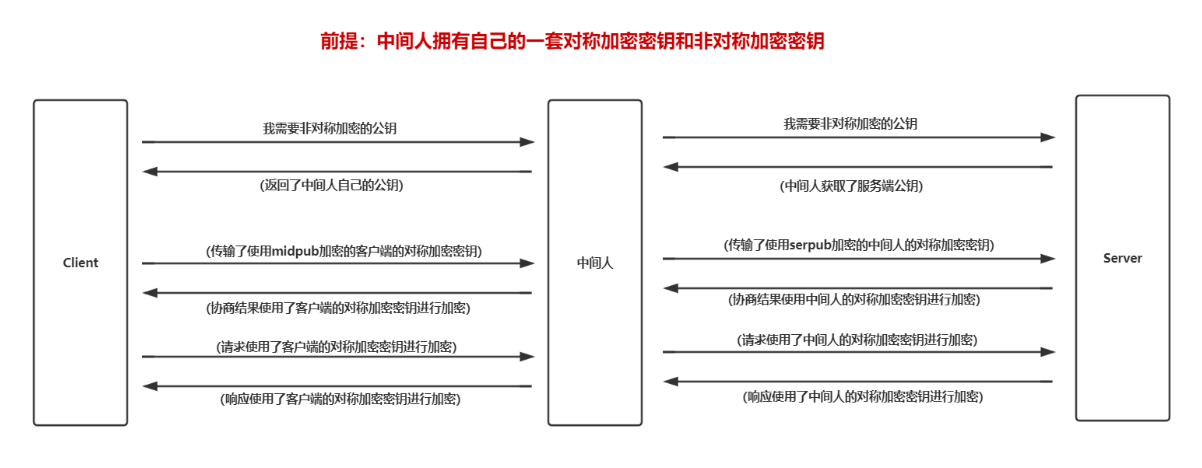 前提：中间人拥有自己的一套对称加密密钥和非对称加密密钥
我需要非对称加密的公钥
我需要非对称加密的公钥
(返回了中间人自己的公钥)
(中间人获取了服务端公钥)
(传输了使用midpub加密的客户端的对称加密密钥)
(传输了使用serpub加密的中间人的对称加密密钥)
Client
中间人
Server
(协商结果使用了客户端的对称加密密钥进行加密)
(协商结果使用中间人的对称加密密钥进行加密)
(请求使用了客户端的对称加密密钥进行加密)
(请求使用了中间人的对称加密密钥进行加密)
(响应使用了客户端的对称加密密钥进行加密)
(响应使用了中间人的对称加密密钥进行加密)